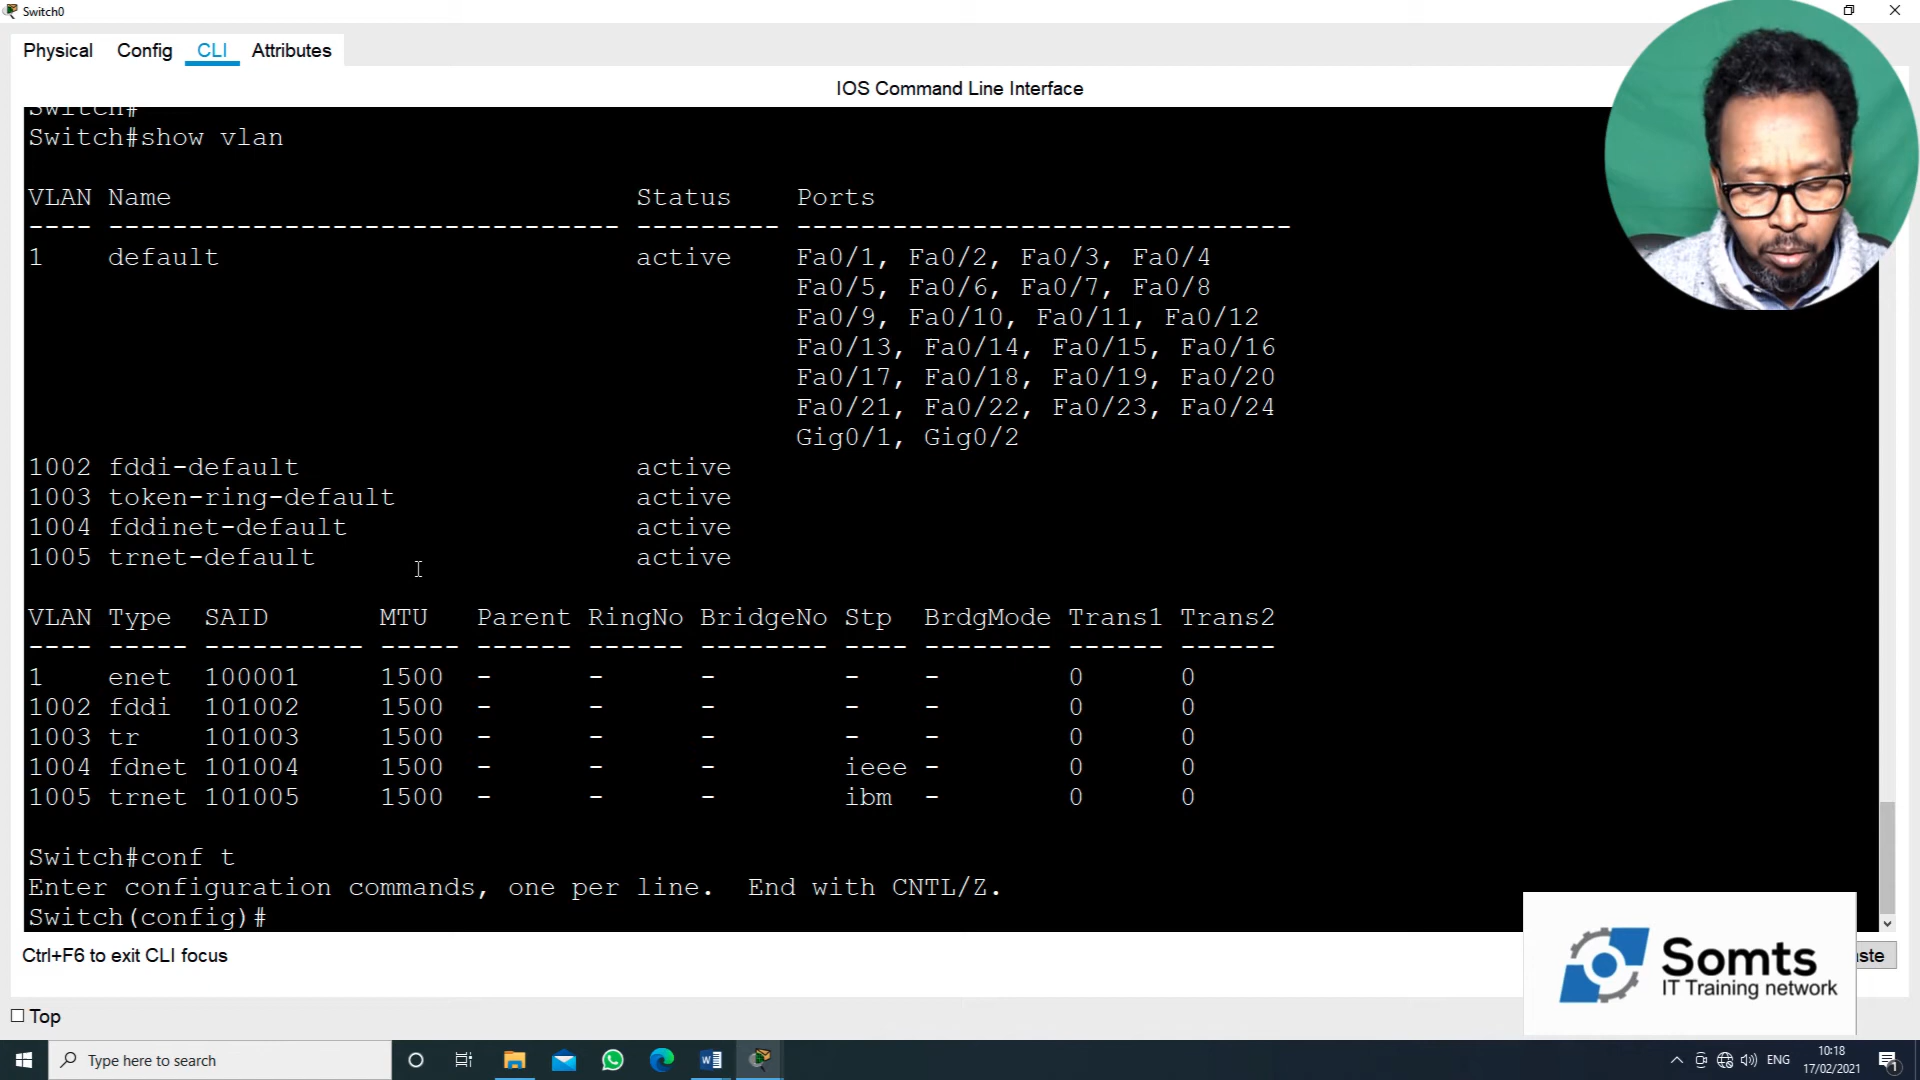 Switch0
Physical Config CLI Attributes
IOS Command Line Interface
Switch#
Switch#show vlan
VLAN Name Status Ports
---- -------------------------------- --------- -------------------------------
1 default active Fa0/1, Fa0/2, Fa0/3, Fa0/4
Fa0/5, Fa0/6, Fa0/7, Fa0/8
Fa0/9, Fa0/10, Fa0/11, Fa0/12
Fa0/13, Fa0/14, Fa0/15, Fa0/16
Fa0/17, Fa0/18, Fa0/19, Fa0/20
Fa0/21, Fa0/22, Fa0/23, Fa0/24
Gig0/1, Gig0/2
1002 fddi-default active
1003 token-ring-default active
1004 fddinet-default active
1005 trnet-default active
VLAN Type SAID MTU Parent RingNo BridgeNo Stp BrdgMode Trans1 Trans2
---- ----- ---------- ----- ------ ------ -------- ---- -------- ------ ------
1 enet 100001 1500 - - - - - 0 0
1002 fddi 101002 1500 - - - - - 0 0
1003 tr 101003 1500 - - - - - 0 0
1004 fdnet 101004 1500 - - - ieee - 0 0
1005 trnet 101005 1500 - - - ibm - 0 0
Switch#conf t
Enter configuration commands, one per line. End with CNTL/Z.
Switch(config)#
Ctrl+F6 to exit CLI focus
Somts
IT Training network
Top
Type here to search
ENG
10:18
17/02/2021